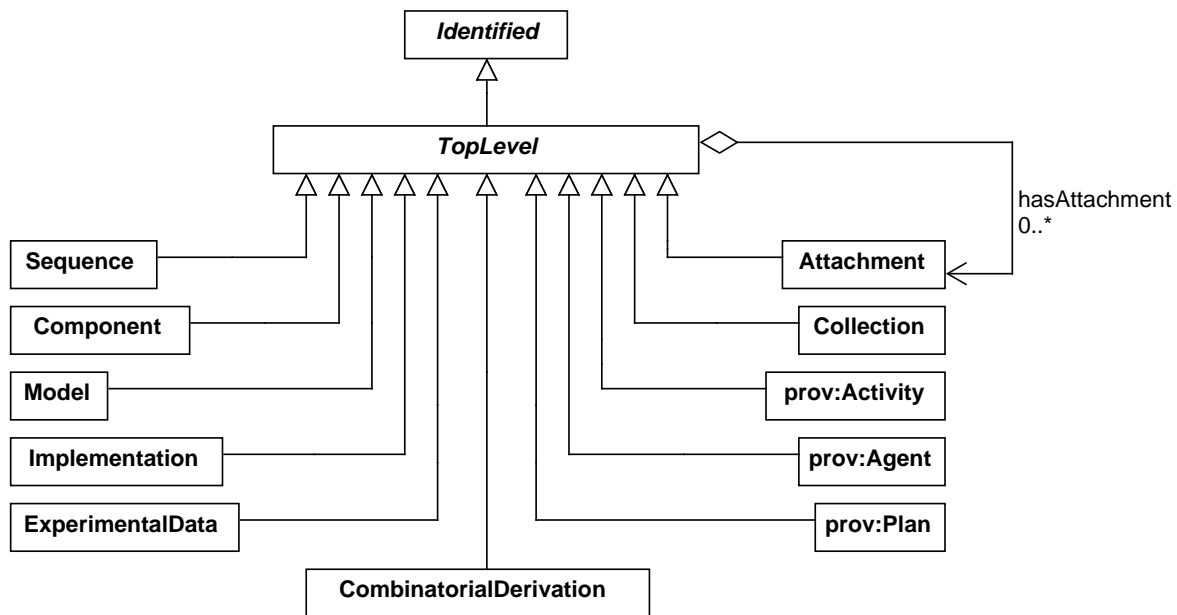 Identified
TopLevel
hasAttachment
0..*
Sequence
Attachment
Component
Collection
Model
prov:Activity
Implementation
prov:Agent
ExperimentalData
prov:Plan
CombinatorialDerivation